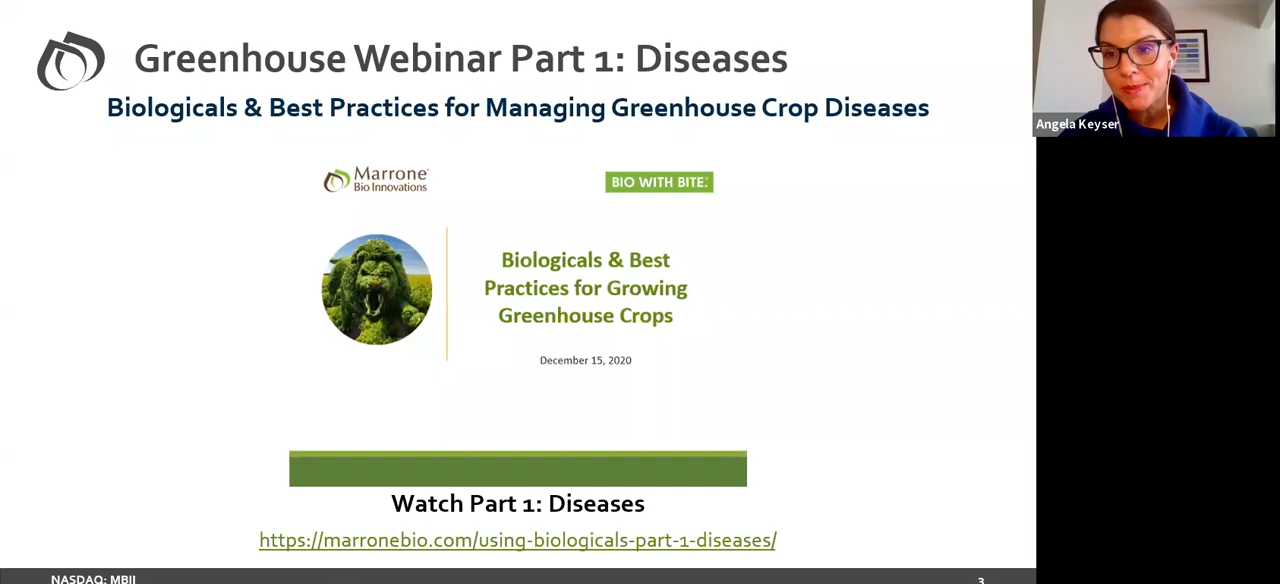 Greenhouse Webinar Part 1: Diseases
Biologicals & Best Practices for Managing Greenhouse Crop Diseases
Marrone®
Bio Innovations
BIO WITH BITE.
Biologicals & Best
Practices for Growing
Greenhouse Crops
December 15, 2020
Watch Part 1: Diseases
https://marronebio.com/using-biologicals-part-1-diseases/
NASDAQ: MBII
3
Angela Keyser